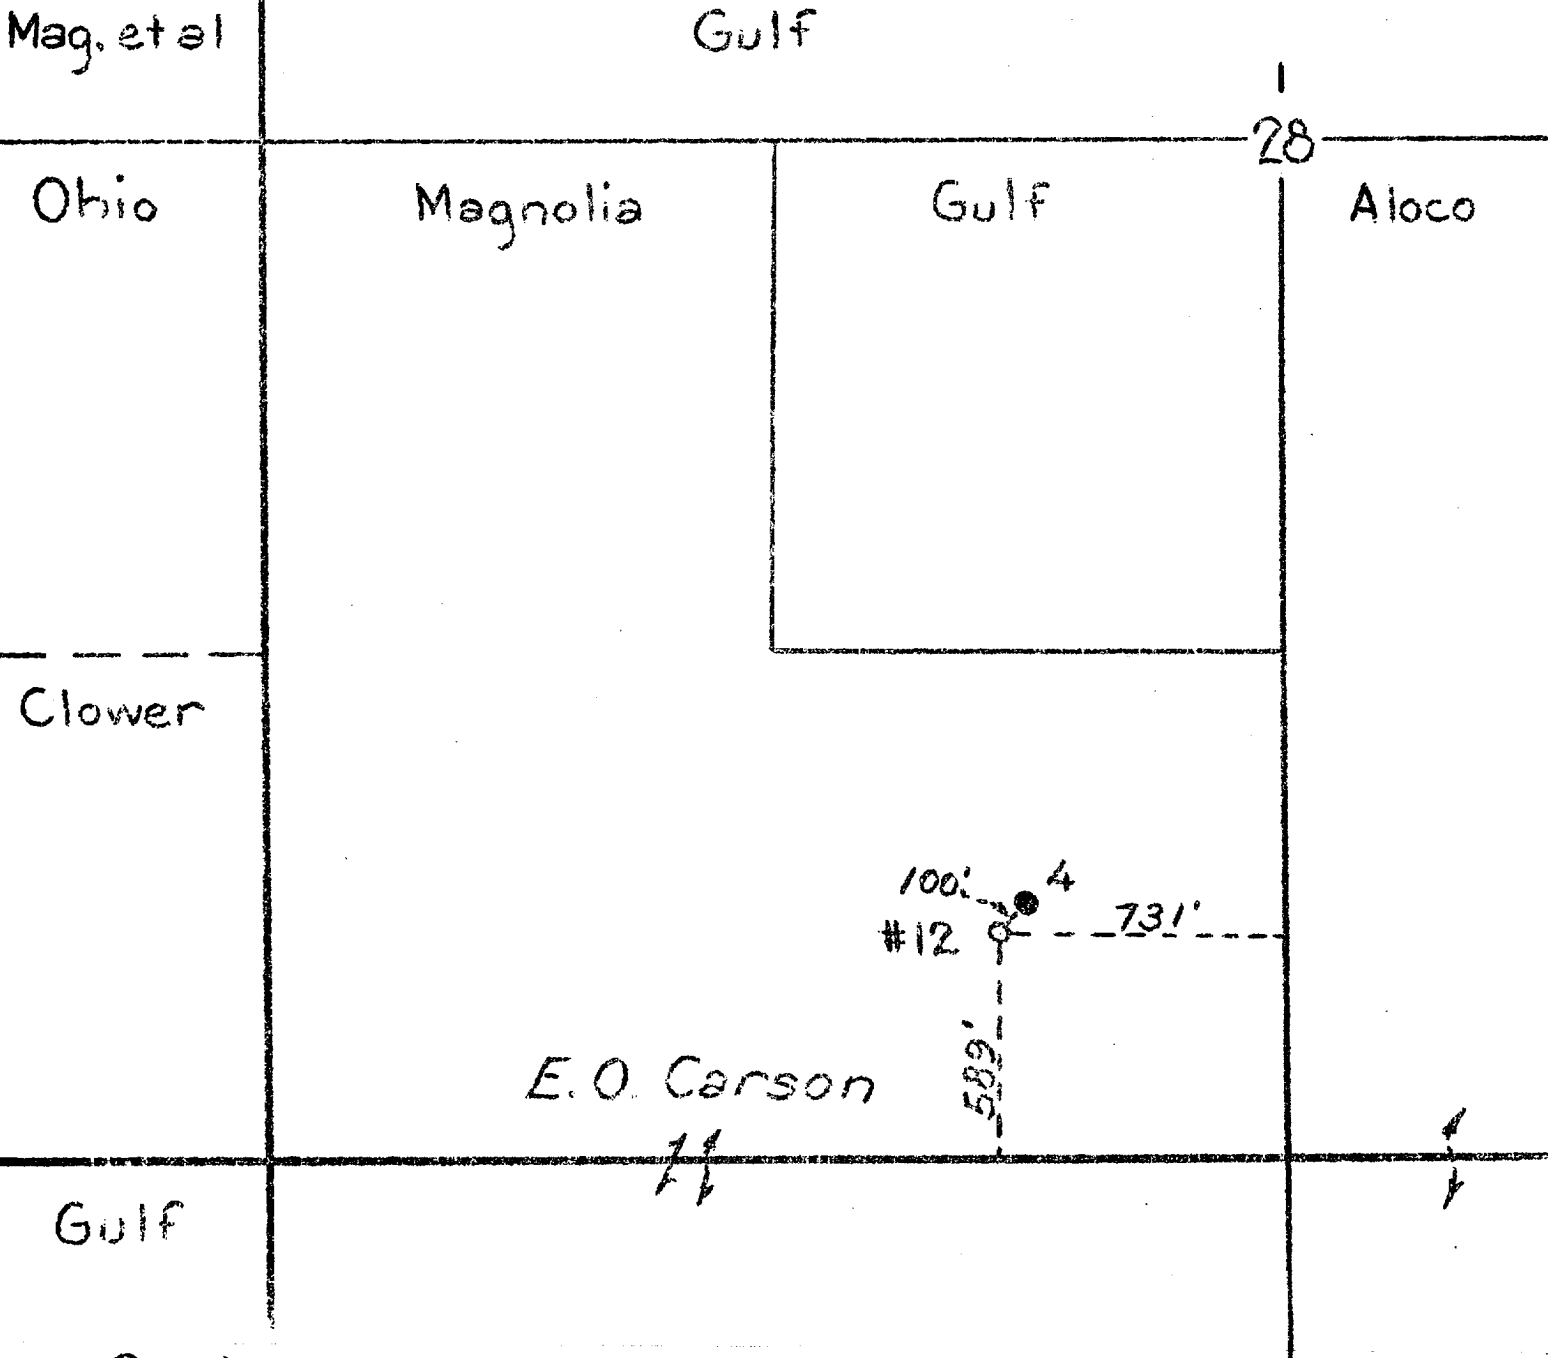 Mag. et al
Gulf
28
Ohio
Magnolia
Gulf
Aloco
Clower
100'
4
#12
731'
589'
E. O. Carson
Gulf